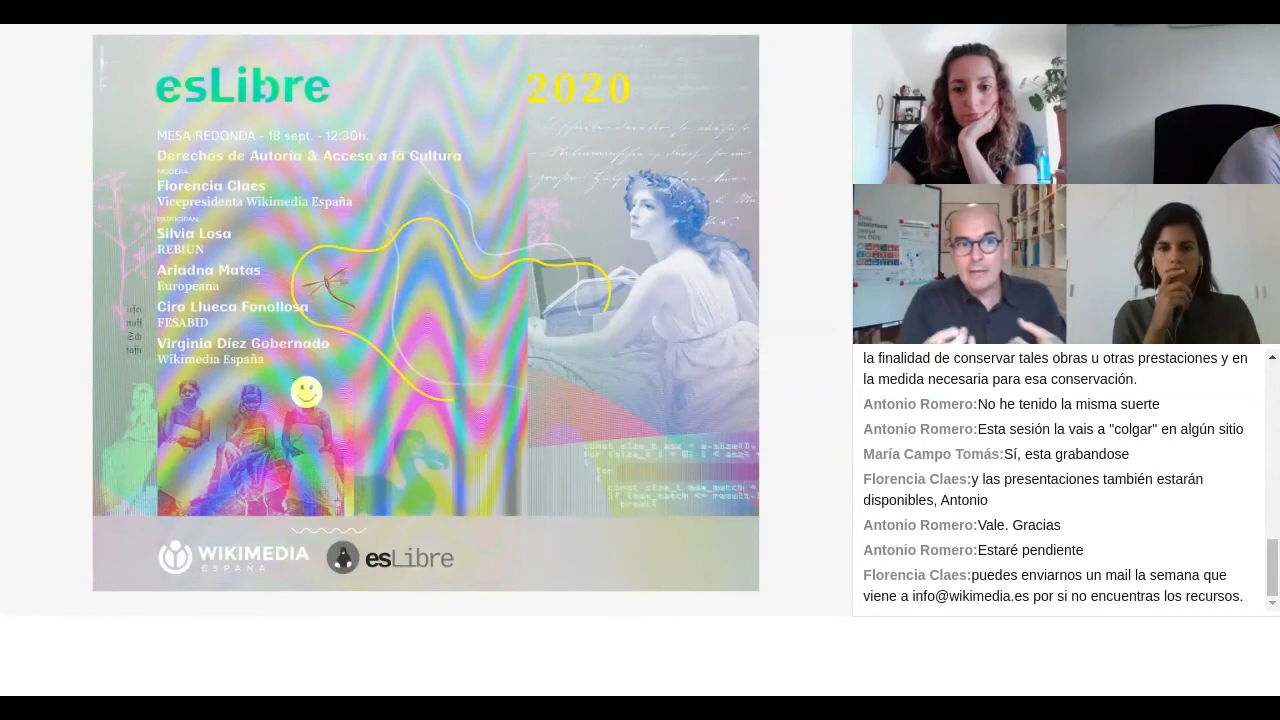 esLibre
2020
MESA REDONDA - 18 sept. - 12:30h.
Derechos de Autoría & Acceso a la Cultura
MODERA:
Florencia Claes
Vicepresidenta Wikimedia España
PARTICIPAN:
Silvia Losa
REBIUN
Ariadna Matas
Europeana
Ciro Llueca Fonollosa
FESABID
Virginia Díez Gobernado
Wikimedia España
WIKIMEDIA
ESPAÑA
esLibre
la finalidad de conservar tales obras u otras prestaciones y en
la medida necesaria para esa conservación.
Antonio Romero:No he tenido la misma suerte
Antonio Romero:Esta sesión la vais a "colgar" en algún sitio
María Campo Tomás:Sí, esta grabandose
Florencia Claes:y las presentaciones también estarán
disponibles, Antonio
Antonio Romero:Vale. Gracias
Antonio Romero:Estaré pendiente
Florencia Claes:puedes enviarnos un mail la semana que
viene a info@wikimedia.es por si no encuentras los recursos.